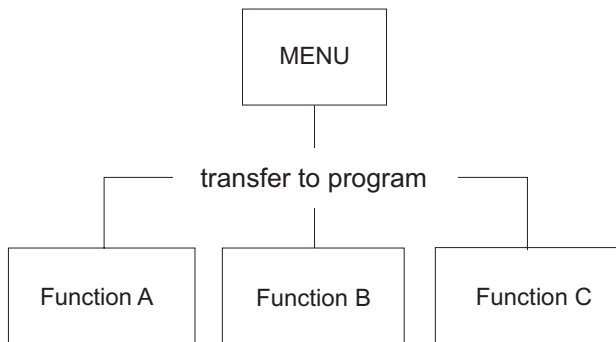 MENU
transfer to program
Function A
Function B
Function C